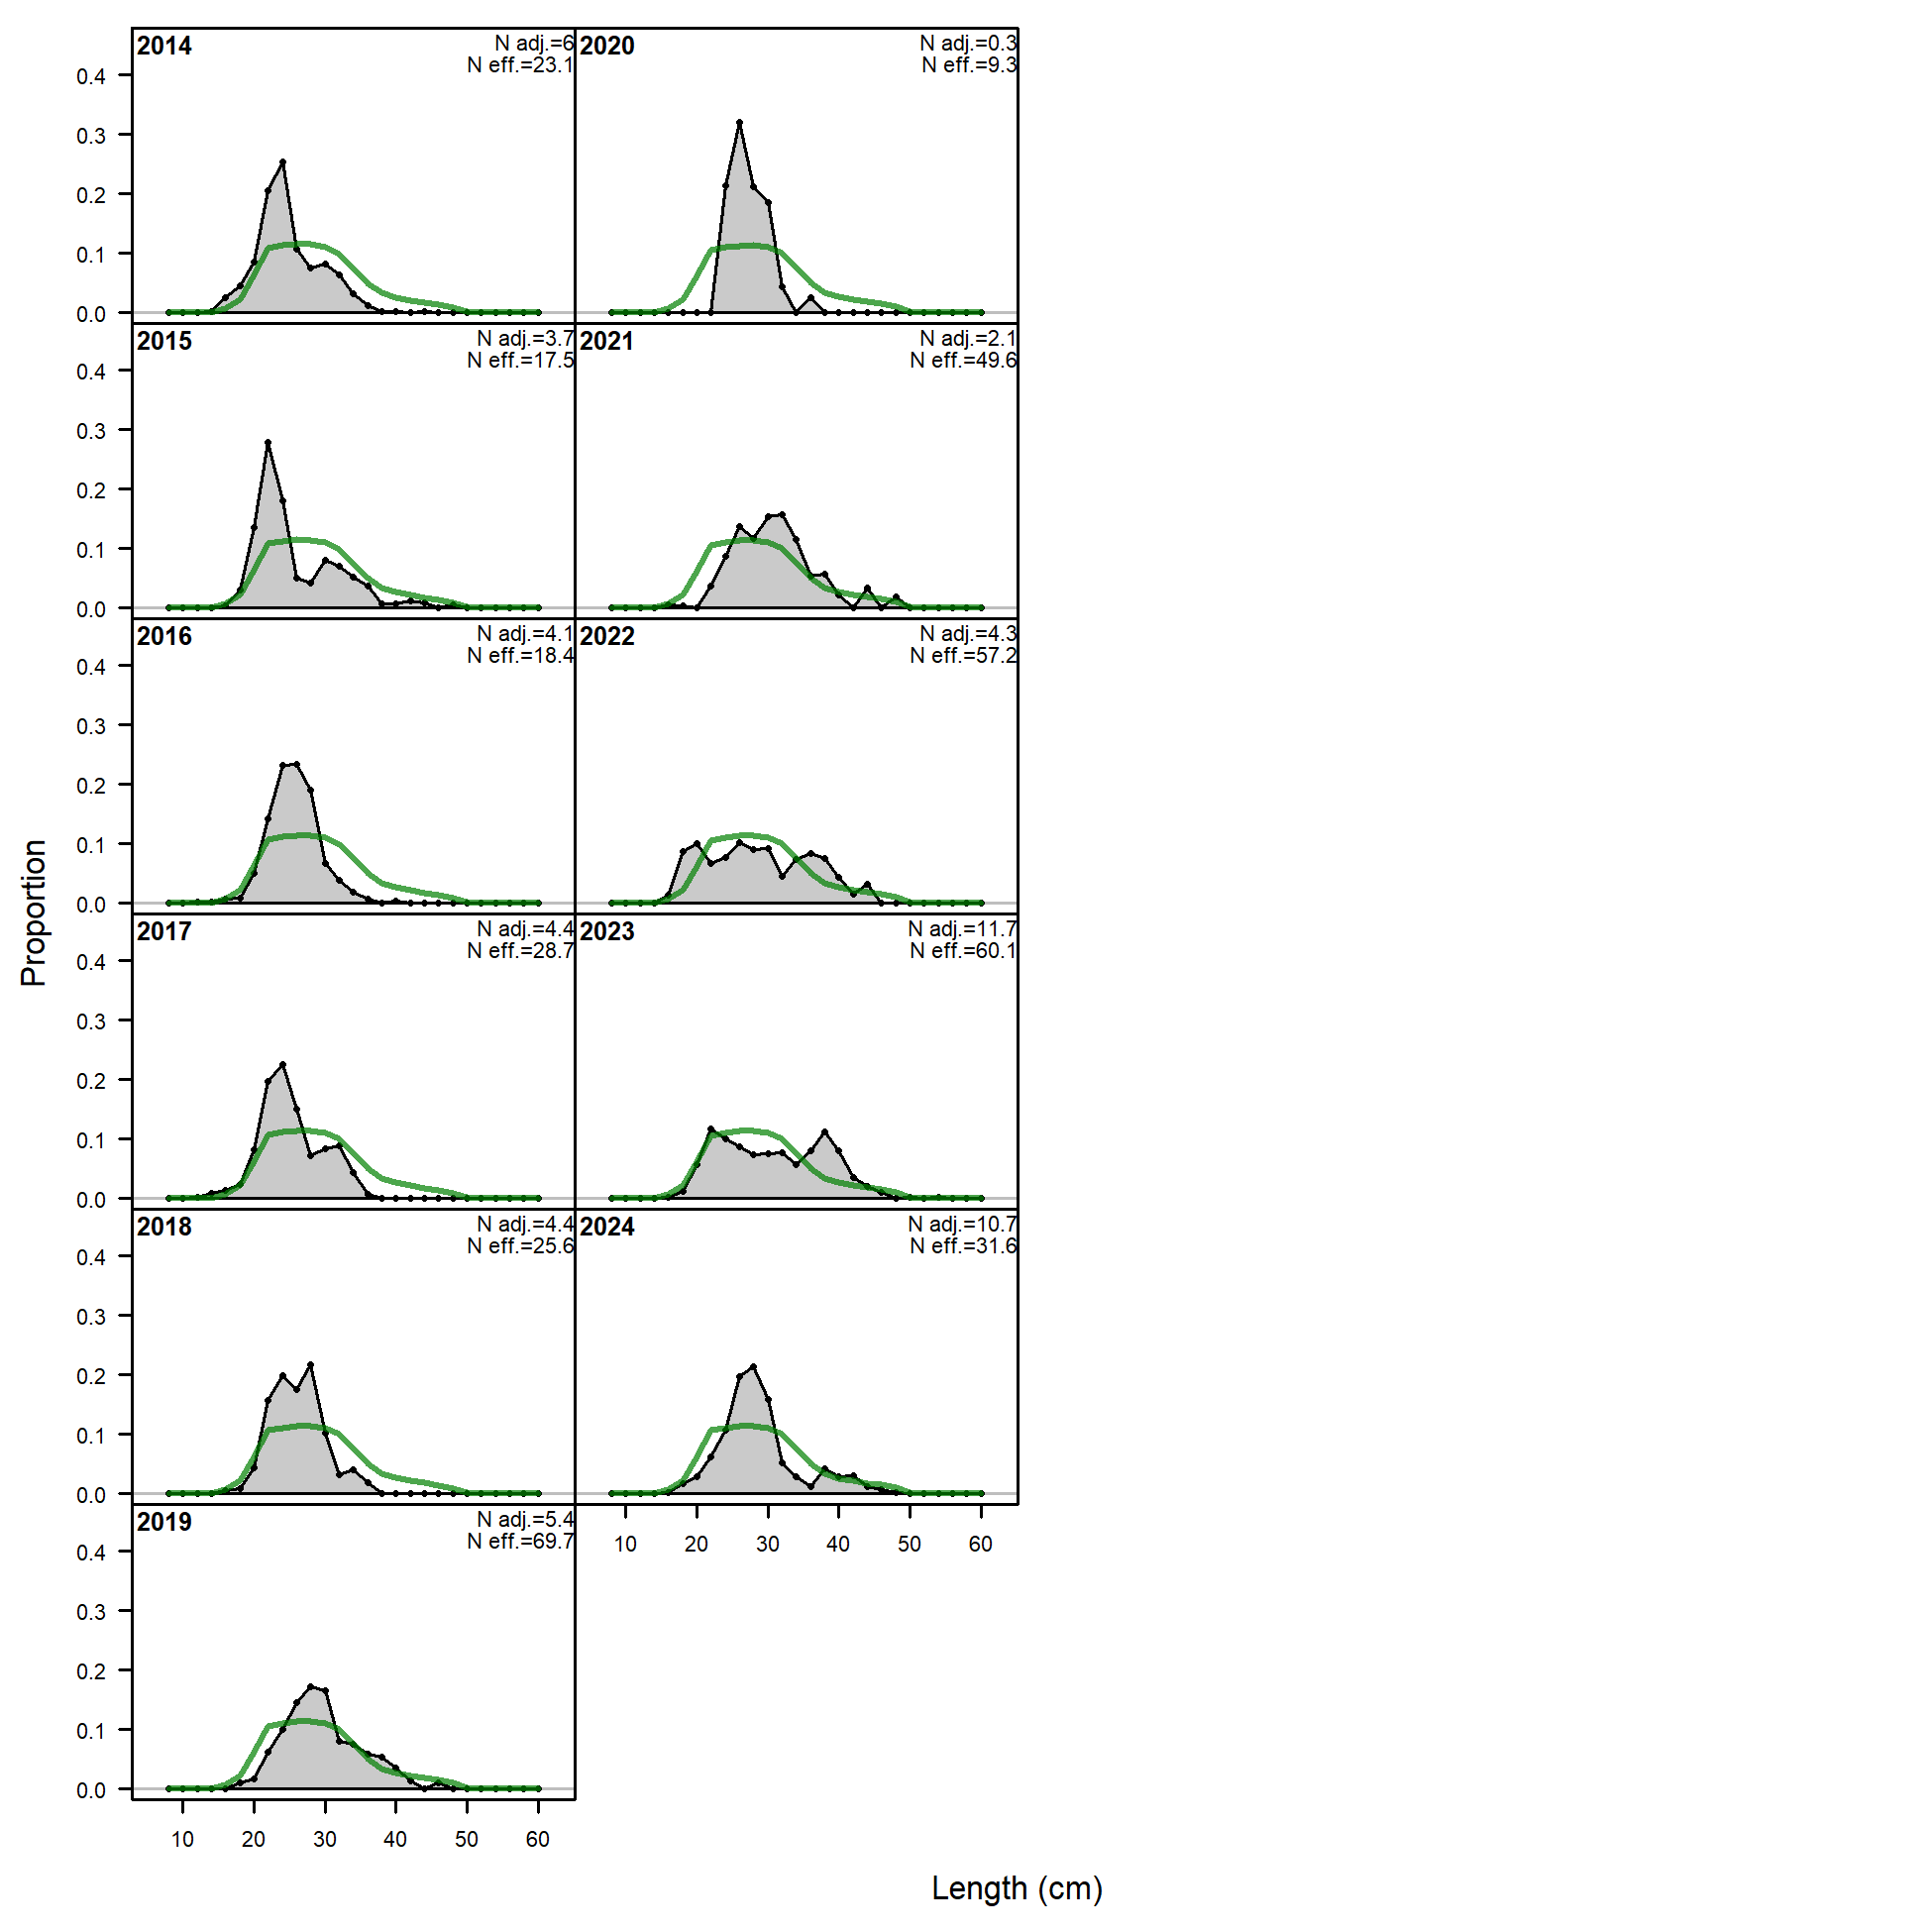 2014
N adj.=6
N eff.=23.1
0.4
0.3
0.2
0.1
0.0
2020
N adj.=0.3
N eff.=9.3
2015
N adj.=3.7
N eff.=17.5
0.4
0.3
0.2
0.1
0.0
2021
N adj.=2.1
N eff.=49.6
2016
N adj.=4.1
N eff.=18.4
0.4
0.3
0.2
0.1
0.0
2022
N adj.=4.3
N eff.=57.2
2017
N adj.=4.4
N eff.=28.7
0.4
0.3
0.2
0.1
0.0
2023
N adj.=11.7
N eff.=60.1
2018
N adj.=4.4
N eff.=25.6
0.4
0.3
0.2
0.1
0.0
2024
N adj.=10.7
N eff.=31.6
10 20 30 40 50 60
2019
N adj.=5.4
N eff.=69.7
0.4
0.3
0.2
0.1
0.0
10 20 30 40 50 60
Proportion
Length (cm)